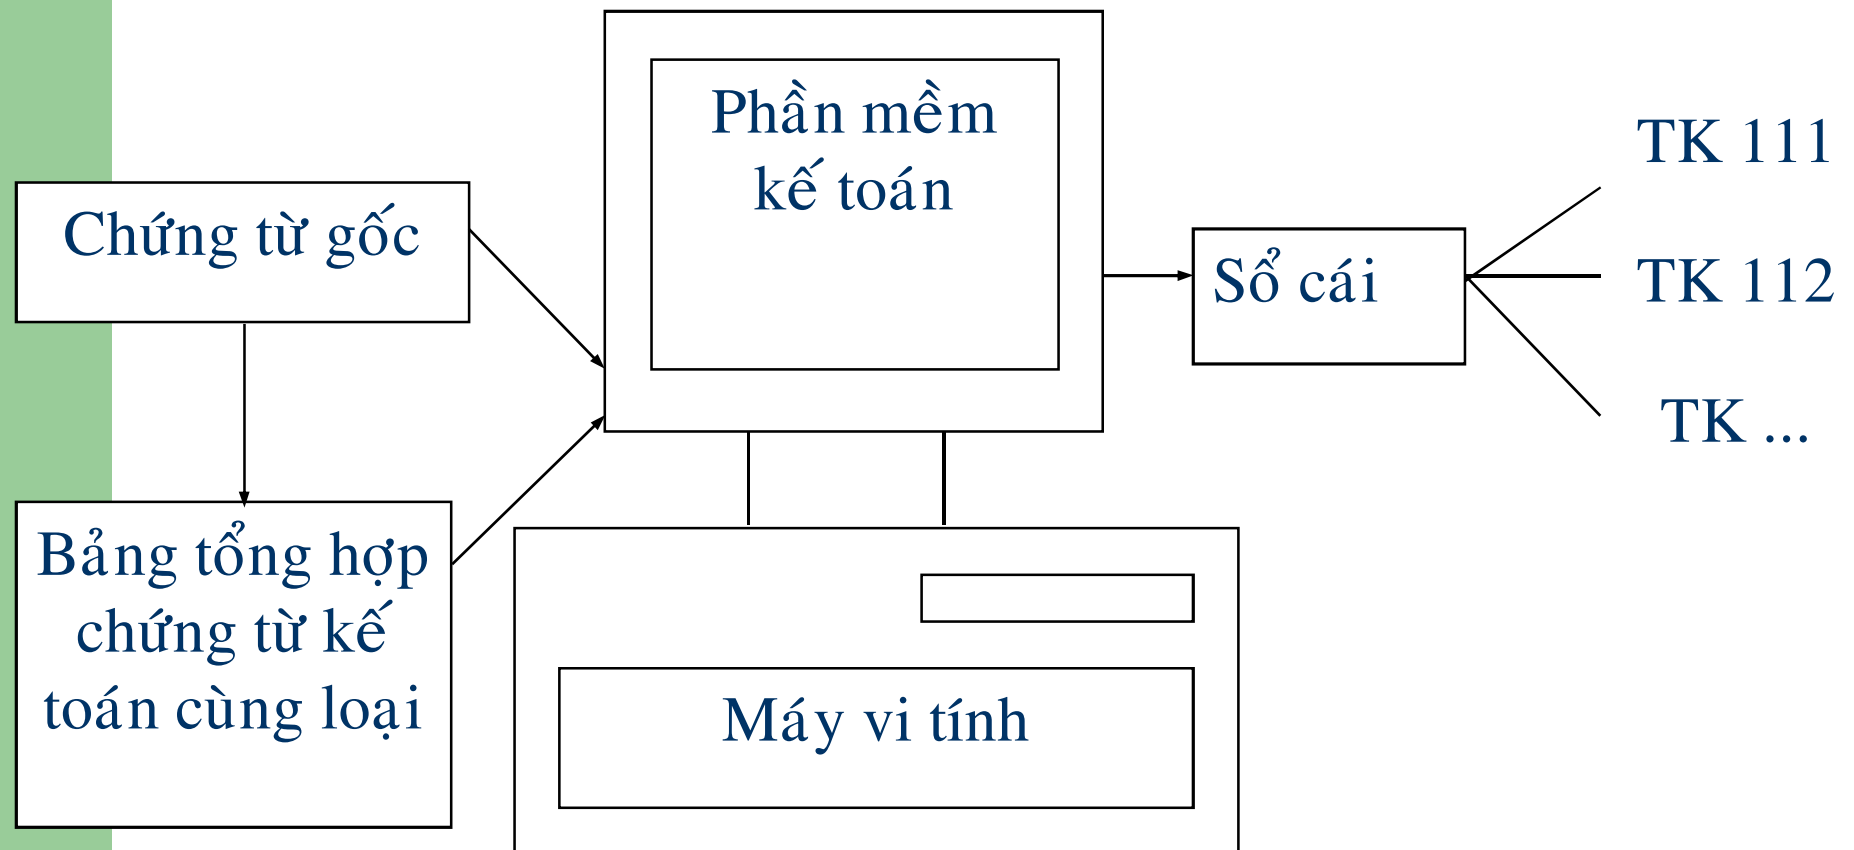 Phần mềm
kế toán
Chứng từ gốc
Sổ cái
TK 111
TK 112
TK ...
Bảng tổng hợp
chứng từ kế
toán cùng loại
Máy vi tính